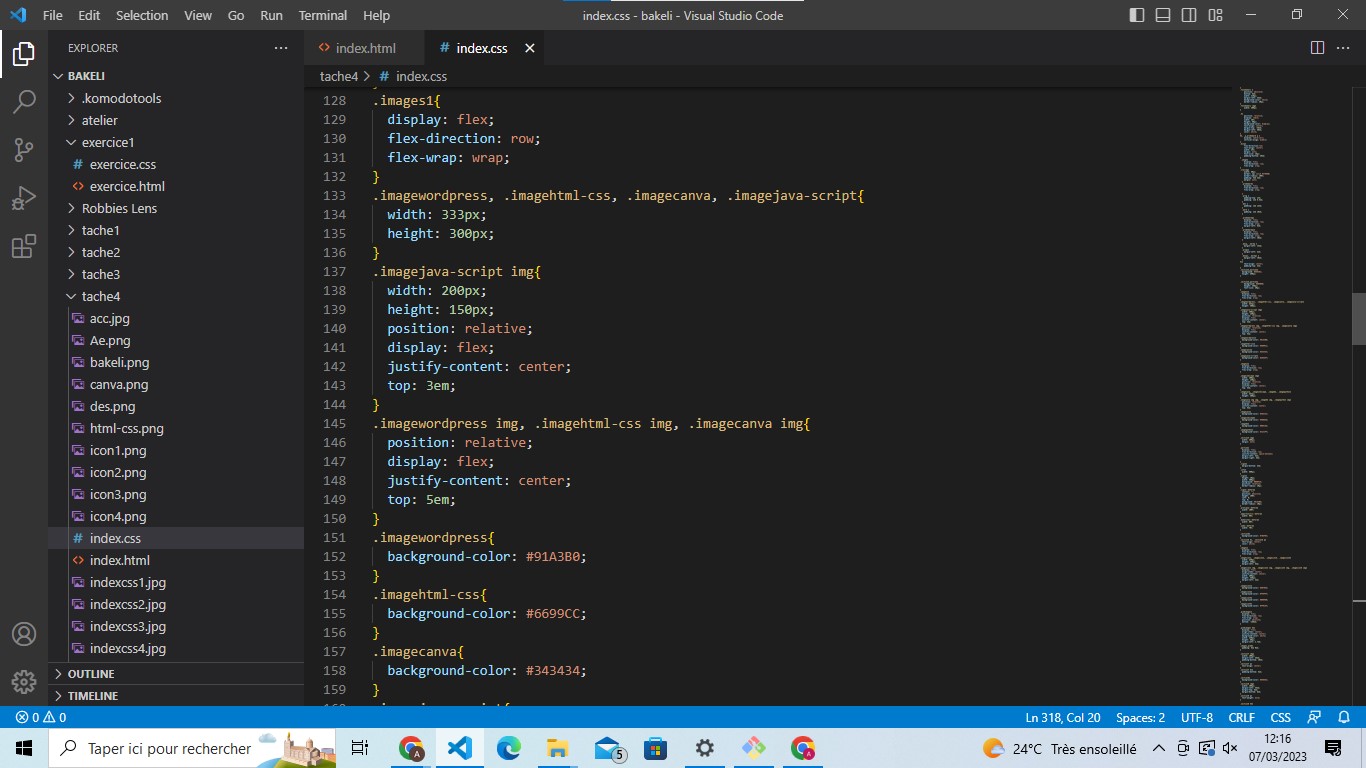 File Edit Selection View Go Run Terminal Help
index.css - bakeli - Visual Studio Code
EXPLORER
BAKELI
.komodotools
atelier
exercice1
# exercice.css
<> exercice.html
Robbies Lens
tache1
tache2
tache3
tache4
acc.jpg
Ae.png
bakeli.png
canva.png
des.png
html-css.png
icon1.png
icon2.png
icon3.png
icon4.png
# index.css
<> index.html
indexcss1.jpg
indexcss2.jpg
indexcss3.jpg
indexcss4.jpg
OUTLINE
TIMELINE
<> index.html # index.css
tache4 > # index.css
128 .images1{
129 display: flex;
130 flex-direction: row;
131 flex-wrap: wrap;
132 }
133 .imagewordpress, .imagehtml-css, .imagecanva, .imagejava-script{
134 width: 333px;
135 height: 300px;
136 }
137 .imagejava-script img{
138 width: 200px;
139 height: 150px;
140 position: relative;
141 display: flex;
142 justify-content: center;
143 top: 3em;
144 }
145 .imagewordpress img, .imagehtml-css img, .imagecanva img{
146 position: relative;
147 display: flex;
148 justify-content: center;
149 top: 5em;
150 }
151 .imagewordpress{
152 background-color: #91A3B0;
153 }
154 .imagehtml-css{
155 background-color: #6699CC;
156 }
157 .imagecanva{
158 background-color: #343434;
159 }
0 0
Ln 318, Col 20 Spaces: 2 UTF-8 CRLF CSS
Taper ici pour rechercher
A
5
A
24°C Très ensoleillé
12:16
07/03/2023